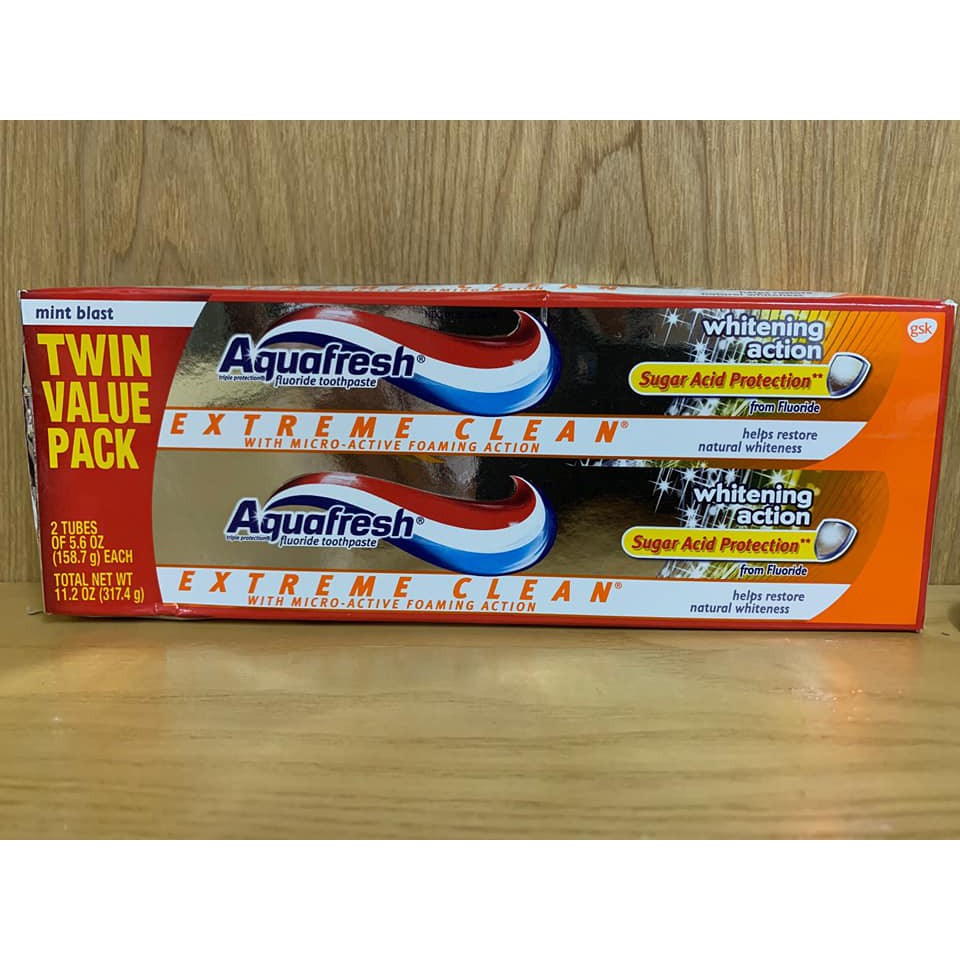 mint blast
TWIN
VALUE
PACK
2 TUBES
OF 5.6 OZ
(158.7 g) EACH
TOTAL NET WT
11.2 OZ (317.4 g)
Aquafresh®
triple protection®
fluoride toothpaste
EXTREME CLEAN®
WITH MICRO-ACTIVE FOAMING ACTION
whitening
action
Sugar Acid Protection**
from Fluoride
helps restore
natural whiteness
gsk
Aquafresh®
triple protection®
fluoride toothpaste
EXTREME CLEAN®
WITH MICRO-ACTIVE FOAMING ACTION
whitening
action
Sugar Acid Protection**
from Fluoride
helps restore
natural whiteness